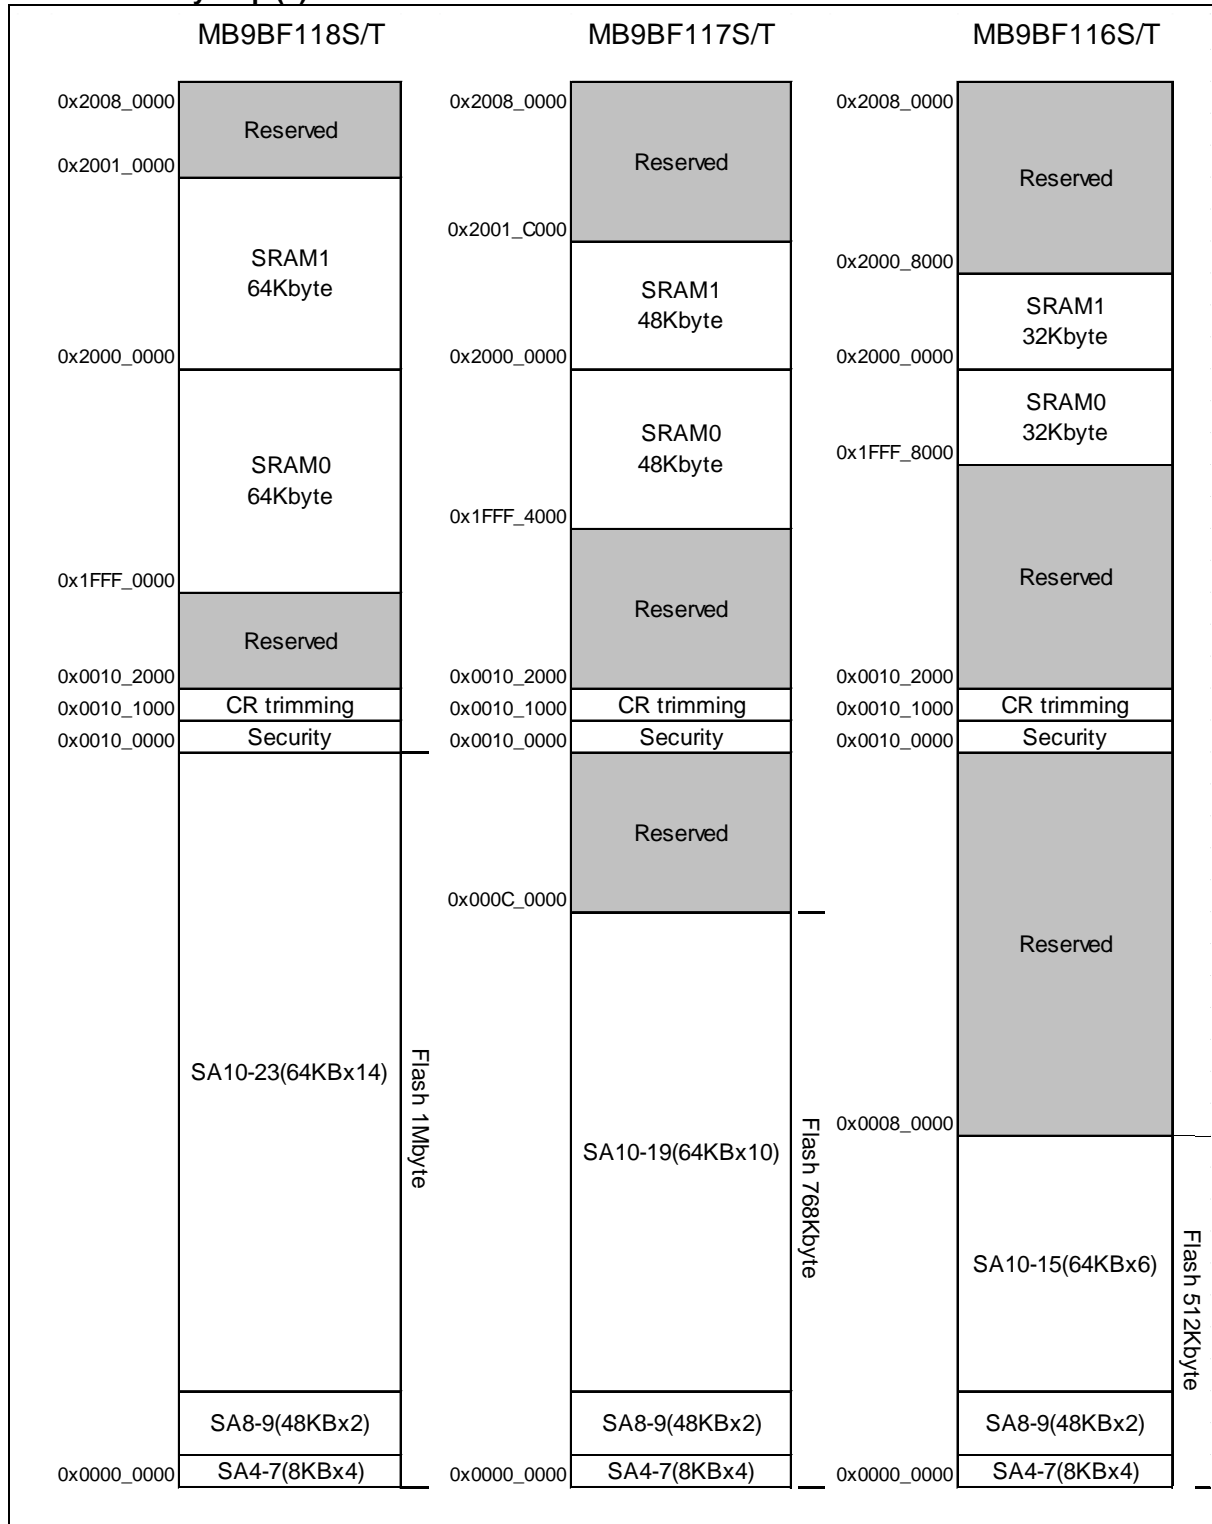 MB9BF118S/T
0x2008_0000
Reserved
0x2001_0000
SRAM1
64Kbyte
0x2000_0000
SRAM0
64Kbyte
0x1FFF_0000
Reserved
0x0010_2000
CR trimming
0x0010_1000
Security
0x0010_0000
SA10-23(64KBx14)
Flash 1Mbyte
SA8-9(48KBx2)
SA4-7(8KBx4)
0x0000_0000
MB9BF117S/T
0x2008_0000
Reserved
0x2001_C000
SRAM1
48Kbyte
0x2000_0000
SRAM0
48Kbyte
0x1FFF_4000
Reserved
0x0010_2000
CR trimming
0x0010_1000
Security
0x0010_0000
Reserved
0x000C_0000
SA10-19(64KBx10)
Flash 768Kbyte
SA8-9(48KBx2)
SA4-7(8KBx4)
0x0000_0000
MB9BF116S/T
0x2008_0000
Reserved
0x2000_8000
SRAM1
32Kbyte
0x2000_0000
SRAM0
32Kbyte
0x1FFF_8000
Reserved
0x0010_2000
CR trimming
0x0010_1000
Security
0x0010_0000
Reserved
0x0008_0000
SA10-15(64KBx6)
Flash 512Kbyte
SA8-9(48KBx2)
SA4-7(8KBx4)
0x0000_0000